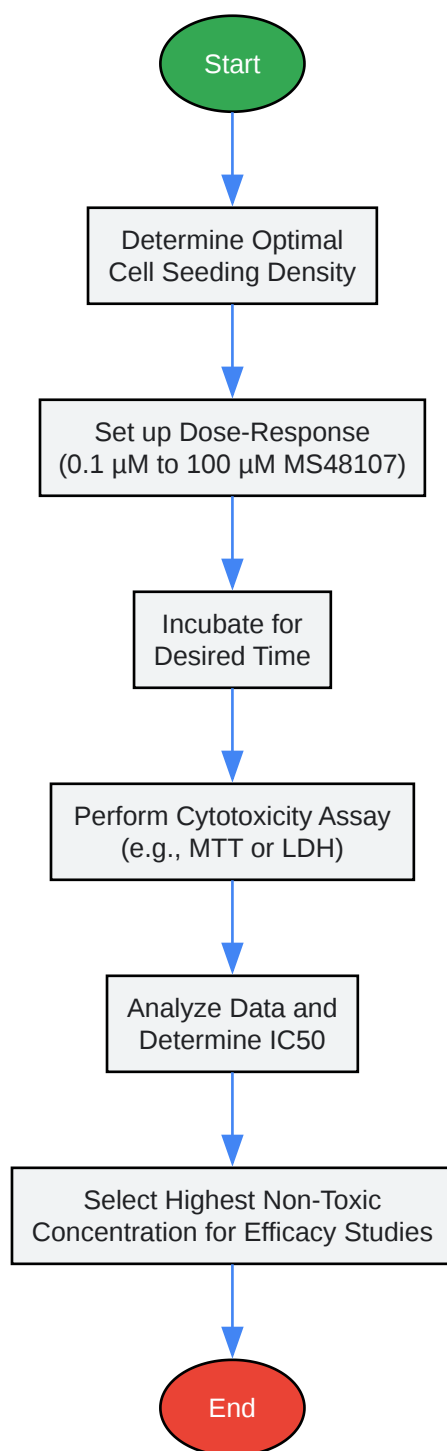 Start
Determine Optimal
Cell Seeding Density
Set up Dose-Response
(0.1 µM to 100 µM MS48107)
Incubate for
Desired Time
Perform Cytotoxicity Assay
(e.g., MTT or LDH)
Analyze Data and
Determine IC50
Select Highest Non-Toxic
Concentration for Efficacy Studies
End